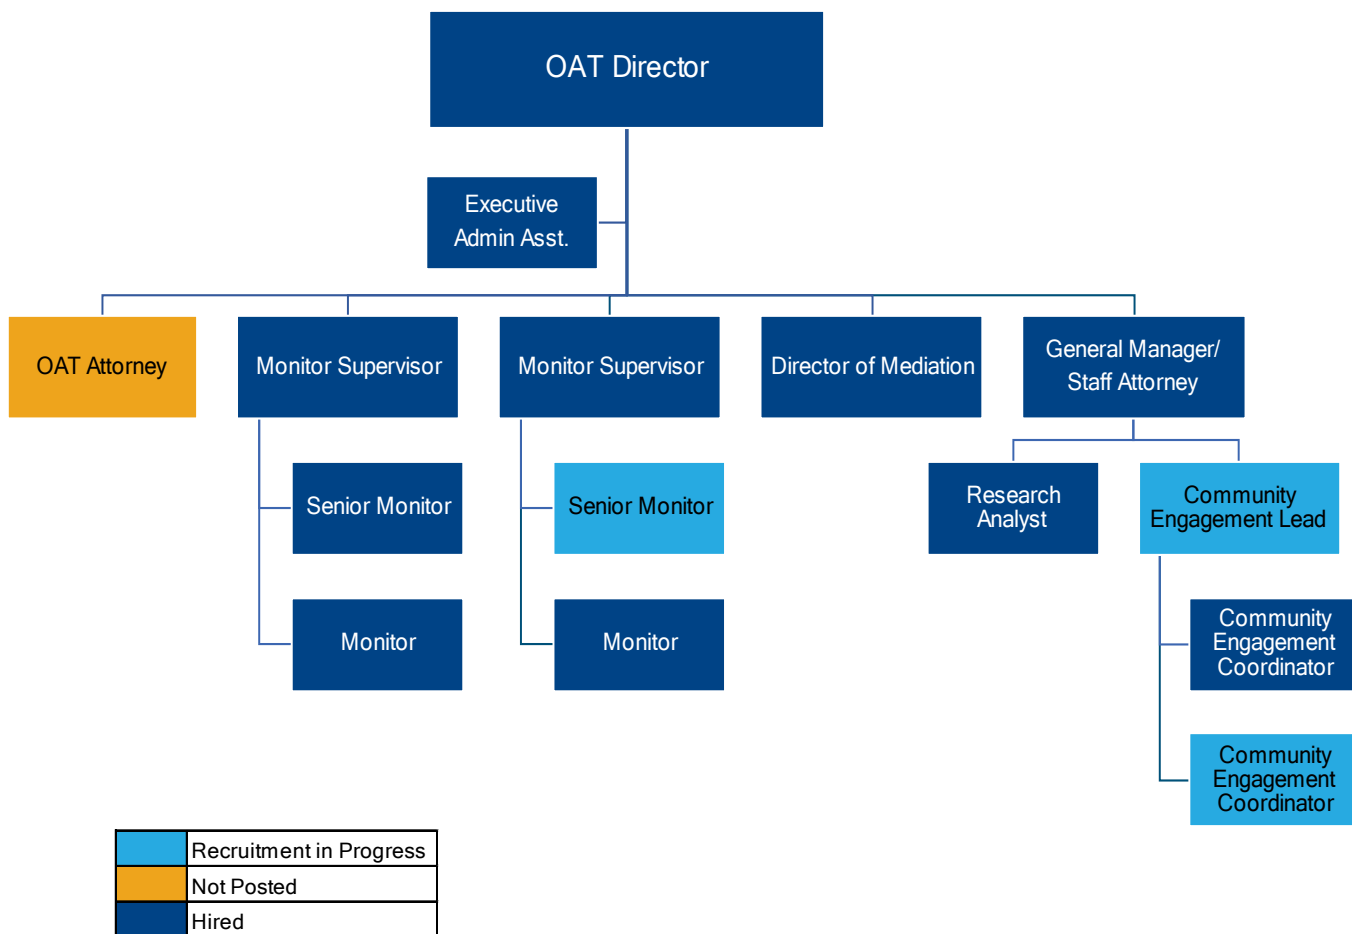 OAT Director
Executive
Admin Asst.
OAT Attorney
Monitor Supervisor
Monitor Supervisor
Director of Mediation
General Manager/
Staff Attorney
Senior Monitor
Senior Monitor
Research
Analyst
Community
Engagement Lead
Monitor
Monitor
Community
Engagement
Coordinator
Community
Engagement
Coordinator
Recruitment in Progress
Not Posted
Hired